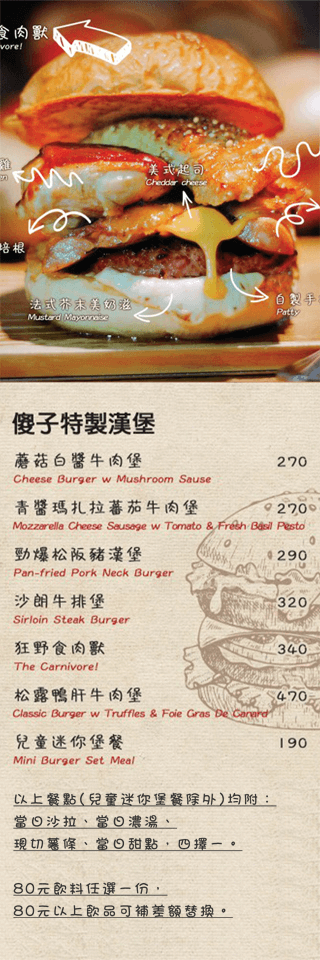 食肉獸
vore!
雞
en
美式起司
Cheddar cheese
培根
法式芥末美奶滋
Mustard Mayonnaise
自製手
Patty
傻子特製漢堡
蘑菇白醬牛肉堡 270
Cheese Burger w Mushroom Sause
青醬瑪扎拉蕃茄牛肉堡 270
Mozzarella Cheese Sausage w Tomato & Fresh Basil Pesto
勁爆松阪豬漢堡 290
Pan-fried Pork Neck Burger
沙朗牛排堡 320
Sirloin Steak Burger
狂野食肉獸 340
The Carnivore!
松露鴨肝牛肉堡 470
Classic Burger w Truffles & Foie Gras De Canard
兒童迷你堡餐 190
Mini Burger Set Meal
以上餐點(兒童迷你堡餐除外)均附：
當日沙拉、當日濃湯、
現切薯條、當日甜點，四擇一。
80元飲料任選一份，
80元以上飲品可補差額替換。